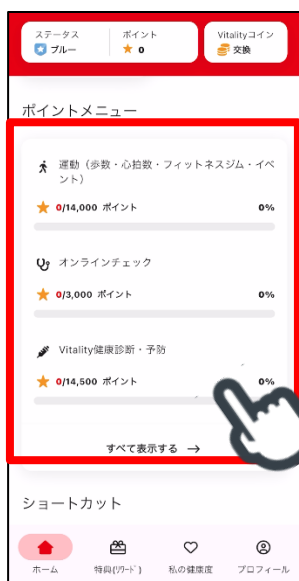 ステータス
ポイント
Vitalityコイン
ブルー
0
交換
ポイントメニュー
運動（歩数・心拍数・フィットネスジム・イベ
ント）
0/14,000 ポイント
0%
オンラインチェック
0/3,000 ポイント
0%
Vitality健康診断・予防
0/14,500 ポイント
0%
すべて表示する →
ショートカット
ホーム
特典(ﾘﾜｰﾄﾞ)
私の健康度
プロフィール